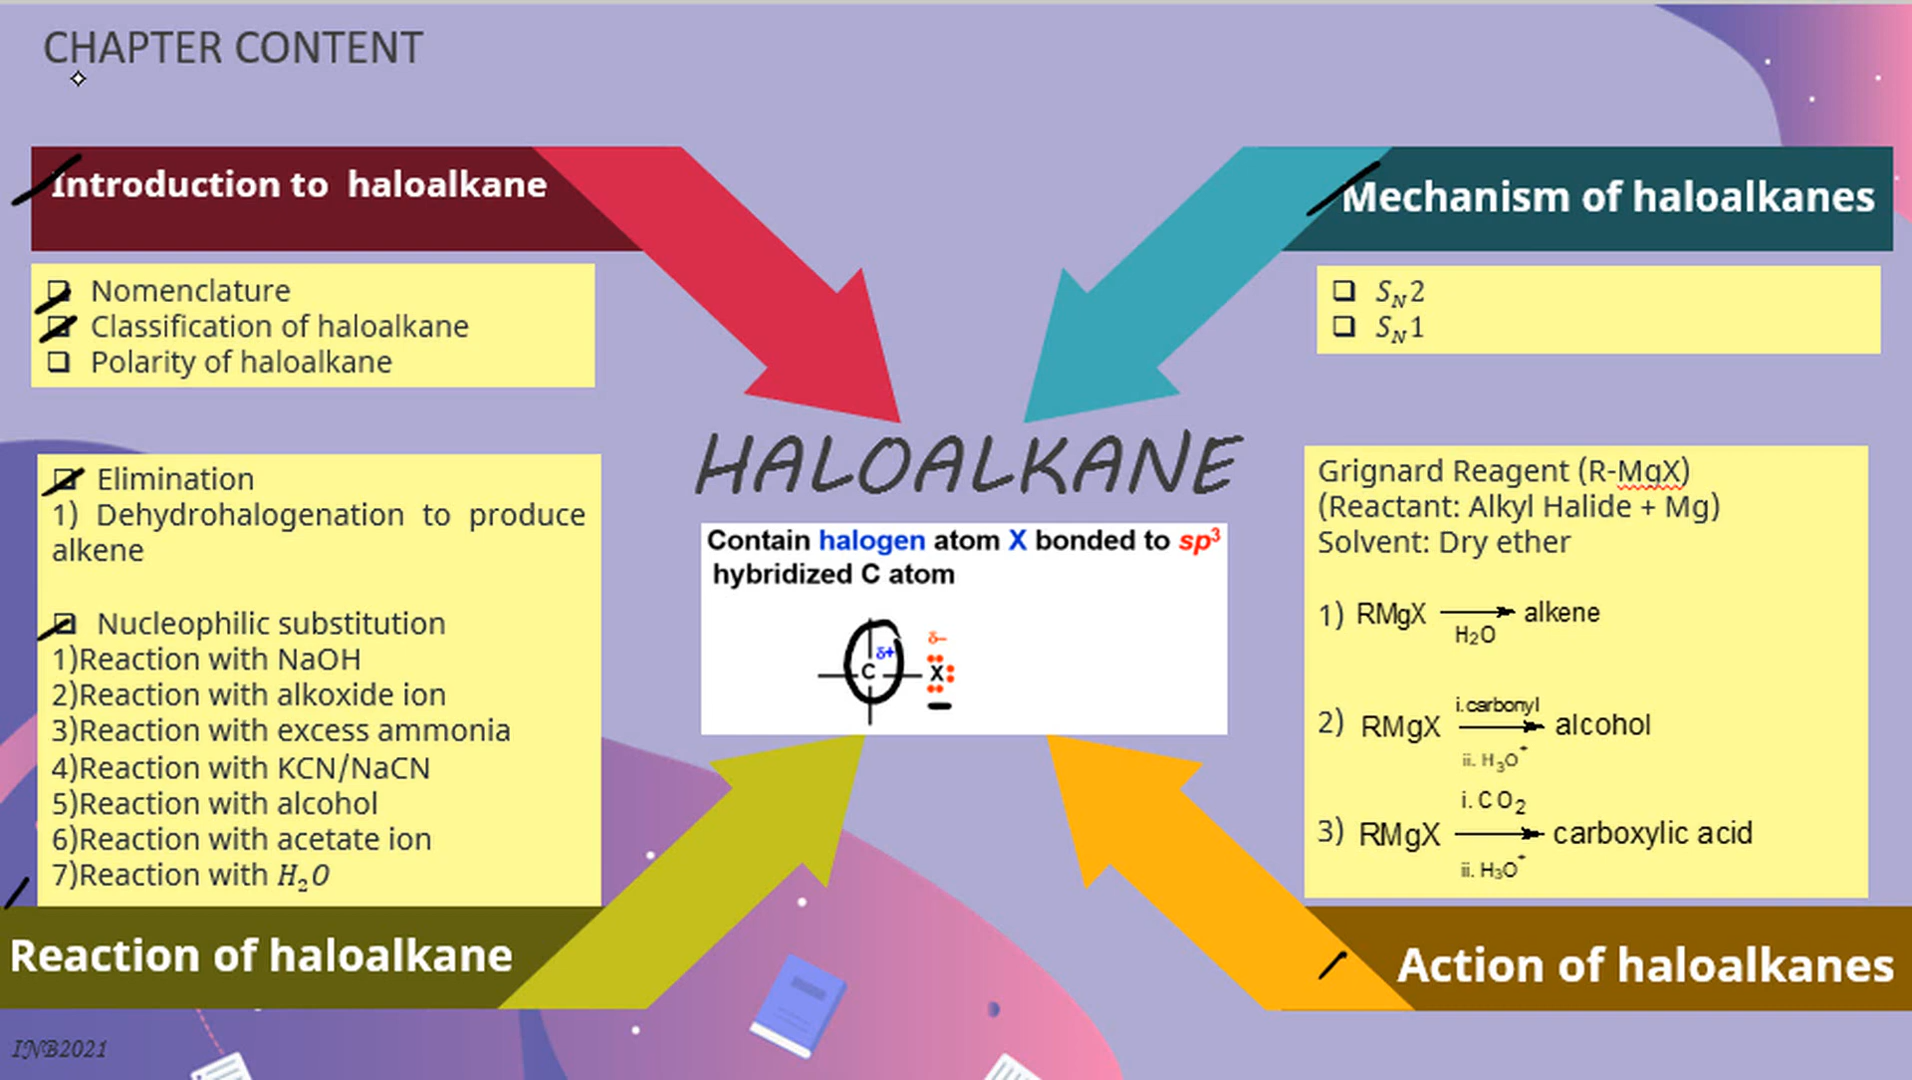 CHAPTER CONTENT
Introduction to haloalkane
❑ Nomenclature
❑ Classification of haloalkane
❑ Polarity of haloalkane
Mechanism of haloalkanes
❑ S_N2
❑ S_N1
HALOALKANE
Contain halogen atom X bonded to sp³
hybridized C atom
δ+ δ–
C X
❑ Elimination
1) Dehydrohalogenation to produce
alkene
❑ Nucleophilic substitution
1)Reaction with NaOH
2)Reaction with alkoxide ion
3)Reaction with excess ammonia
4)Reaction with KCN/NaCN
5)Reaction with alcohol
6)Reaction with acetate ion
7)Reaction with H₂O
Reaction of haloalkane
Grignard Reagent (R-MgX)
(Reactant: Alkyl Halide + Mg)
Solvent: Dry ether
1) RMgX → alkene
H₂O
i.carbonyl
2) RMgX → alcohol
ii. H₃O⁺
i. CO₂
3) RMgX → carboxylic acid
ii. H₃O⁺
Action of haloalkanes
INB2021